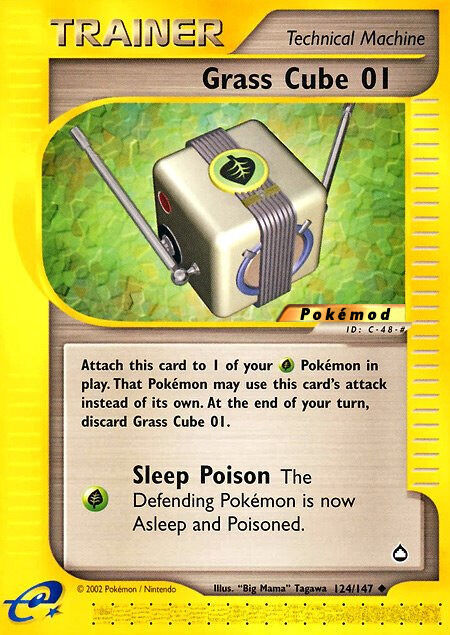 TRAINER
Technical Machine
Grass Cube 01
Pokémod
ID: C-48-#
Attach this card to 1 of your Pokémon in
play. That Pokémon may use this card's attack
instead of its own. At the end of your turn,
discard Grass Cube 01.
Sleep Poison The
Defending Pokémon is now
Asleep and Poisoned.
© 2002 Pokémon / Nintendo
Illus. "Big Mama" Tagawa 124/147
e